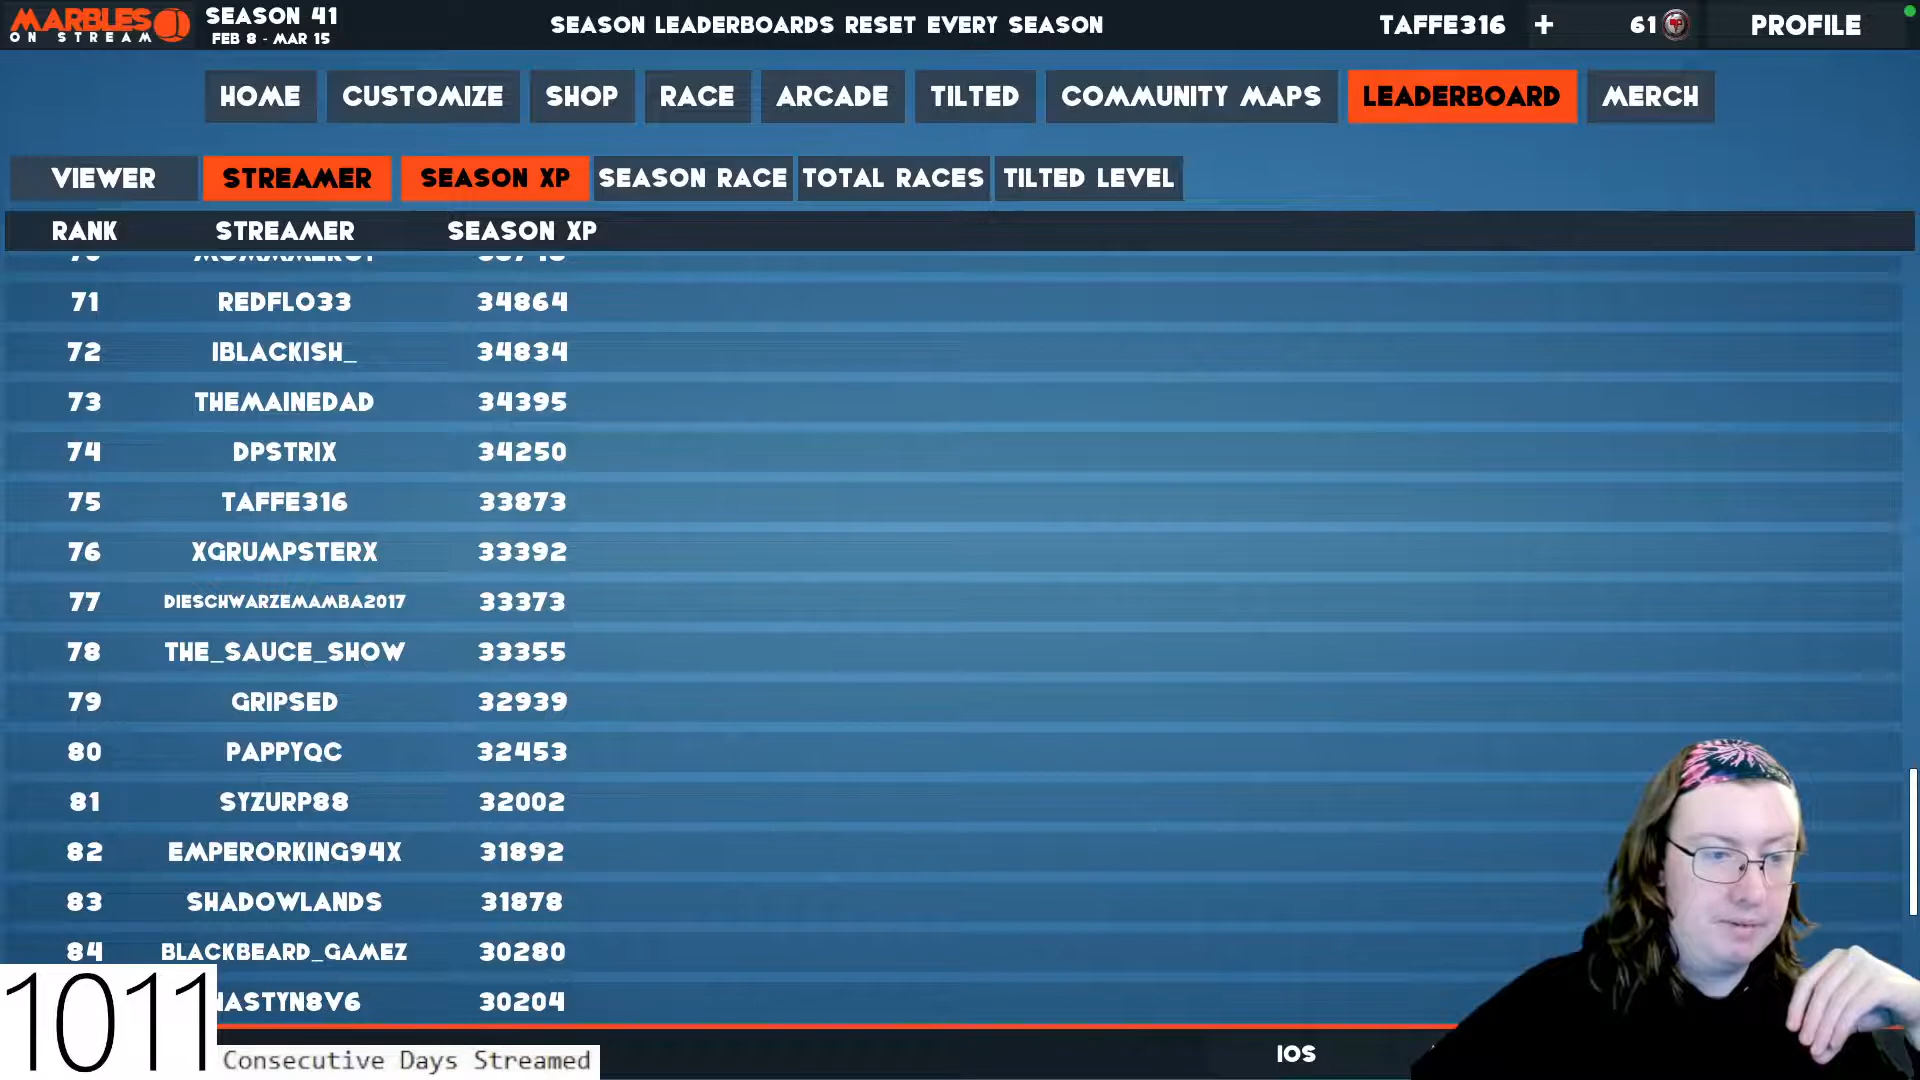 MARBLES
ON STREAM
SEASON 41
FEB 8 - MAR 15
SEASON LEADERBOARDS RESET EVERY SEASON
TAFFE316 + 61 PROFILE
HOME CUSTOMIZE SHOP RACE ARCADE TILTED COMMUNITY MAPS LEADERBOARD MERCH
VIEWER STREAMER SEASON XP SEASON RACE TOTAL RACES TILTED LEVEL
RANK STREAMER SEASON XP
71 REDFLO33 34864
72 IBLACKISH_ 34834
73 THEMAINEDAD 34395
74 DPSTRIX 34250
75 TAFFE316 33873
76 XGRUMPSTERX 33392
77 DIESCHWARZEMAMBA2017 33373
78 THE_SAUCE_SHOW 33355
79 GRIPSED 32939
80 PAPPYQC 32453
81 SYZURP88 32002
82 EMPERORKING94X 31892
83 SHADOWLANDS 31878
84 BLACKBEARD_GAMEZ 30280
NASTYN8V6 30204
1011
Consecutive Days Streamed
IOS